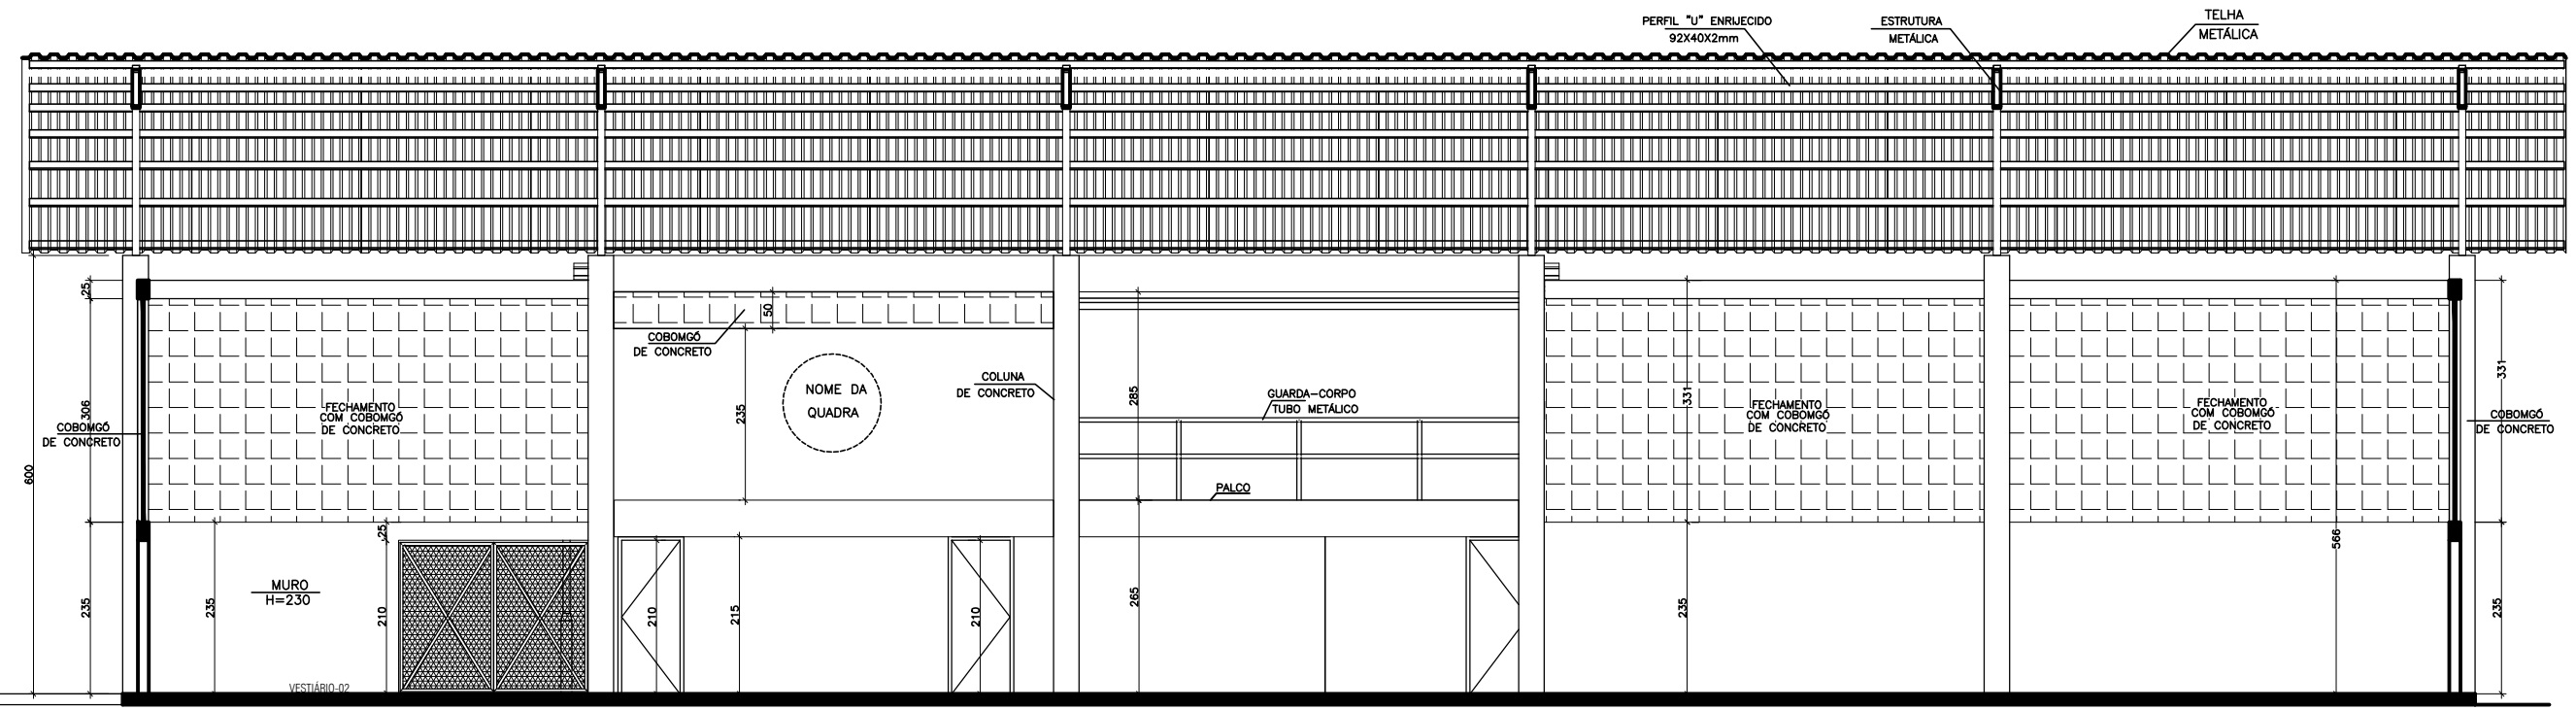 PERFIL "U" ENRIJECIDO
92X40X2mm
ESTRUTURA
METÁLICA
TELHA
METÁLICA
25
306
COBOMGÓ
DE CONCRETO
600
235
FECHAMENTO
COM COBOMGÓ
DE CONCRETO
MURO
H=230
235
25
210
VESTIÁRIO-02
COBOMGÓ
DE CONCRETO
50
235
NOME DA
QUADRA
COLUNA
DE CONCRETO
210
215
210
285
GUARDA-CORPO
TUBO METÁLICO
PALCO
265
331
FECHAMENTO
COM COBOMGÓ
DE CONCRETO
235
FECHAMENTO
COM COBOMGÓ
DE CONCRETO
566
331
COBOMGÓ
DE CONCRETO
235